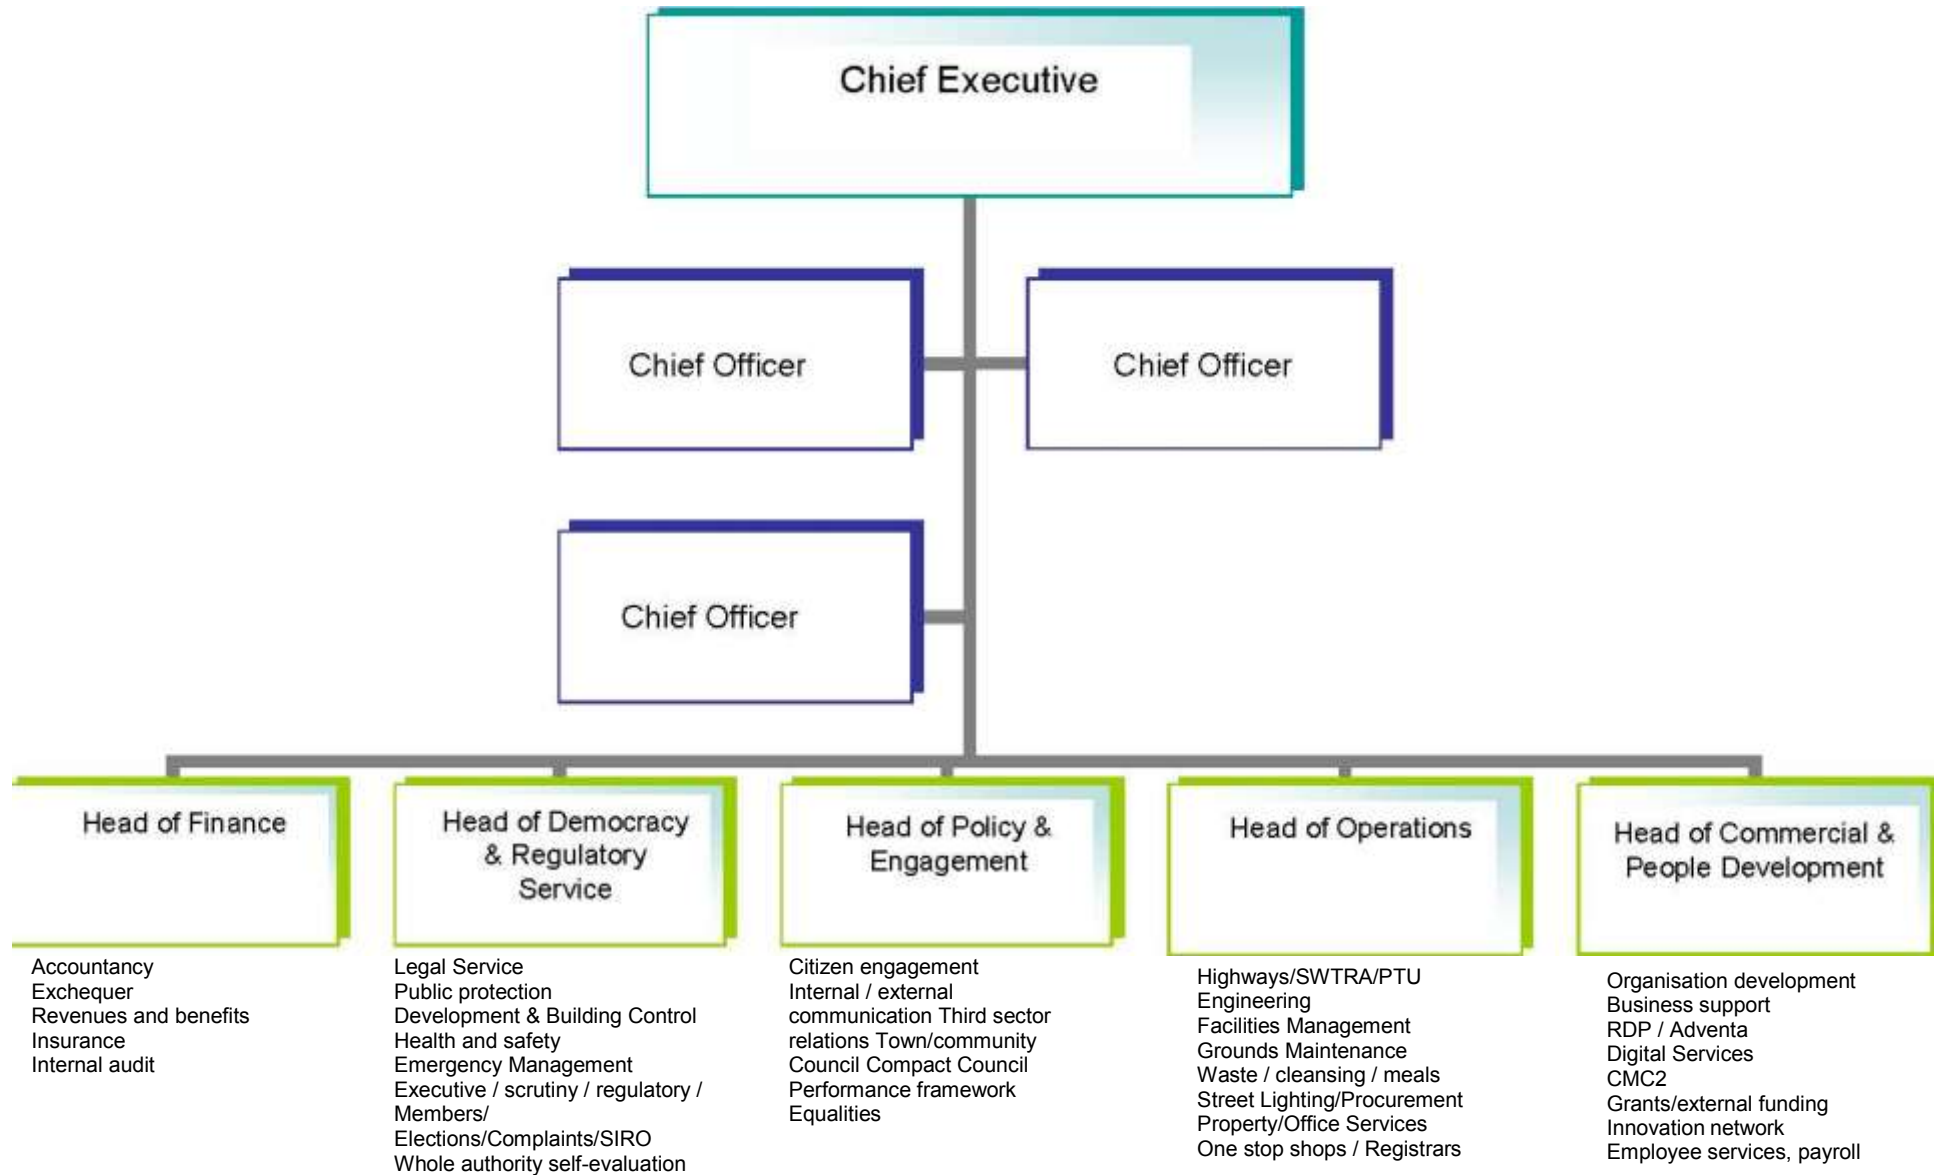 Chief Executive
Chief Officer
Chief Officer
Chief Officer
Head of Finance
Accountancy
Exchequer
Revenues and benefits
Insurance
Internal audit
Head of Democracy
& Regulatory
Service
Legal Service
Public protection
Development & Building Control
Health and safety
Emergency Management
Executive / scrutiny / regulatory /
Members/
Elections/Complaints/SIRO
Whole authority self-evaluation
Head of Policy &
Engagement
Citizen engagement
Internal / external
communication Third sector
relations Town/community
Council Compact Council
Performance framework
Equalities
Head of Operations
Highways/SWTRA/PTU
Engineering
Facilities Management
Grounds Maintenance
Waste / cleansing / meals
Street Lighting/Procurement
Property/Office Services
One stop shops / Registrars
Head of Commercial &
People Development
Organisation development
Business support
RDP / Adventa
Digital Services
CMC2
Grants/external funding
Innovation network
Employee services, payroll